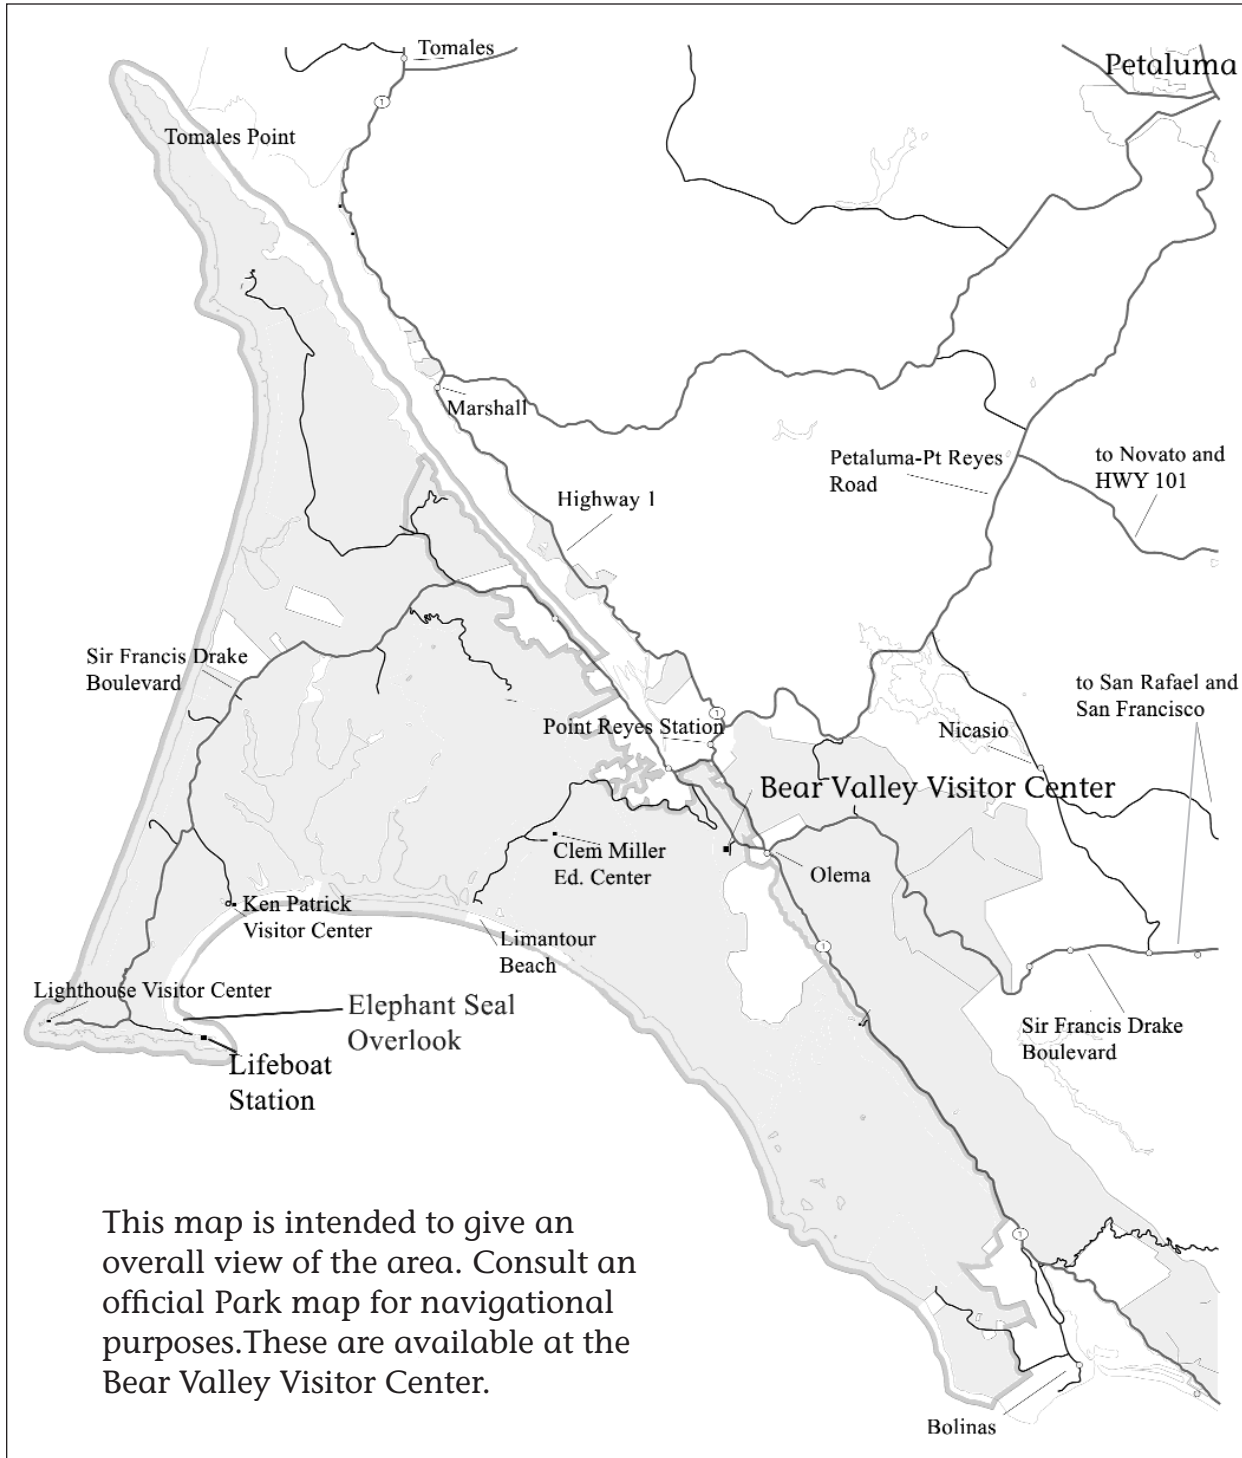 Tomales
Petaluma
1
Tomales Point
Marshall
Petaluma-Pt Reyes
Road
to Novato and
HWY 101
Highway 1
Sir Francis Drake
Boulevard
to San Rafael and
San Francisco
1
Point Reyes Station
Nicasio
Bear Valley Visitor Center
Clem Miller
Ed. Center
Olema
Ken Patrick
Visitor Center
Limantour
Beach
1
Lighthouse Visitor Center
Elephant Seal
Overlook
Sir Francis Drake
Boulevard
Lifeboat
Station
This map is intended to give an
overall view of the area. Consult an
official Park map for navigational
purposes.These are available at the
Bear Valley Visitor Center.
1
Bolinas